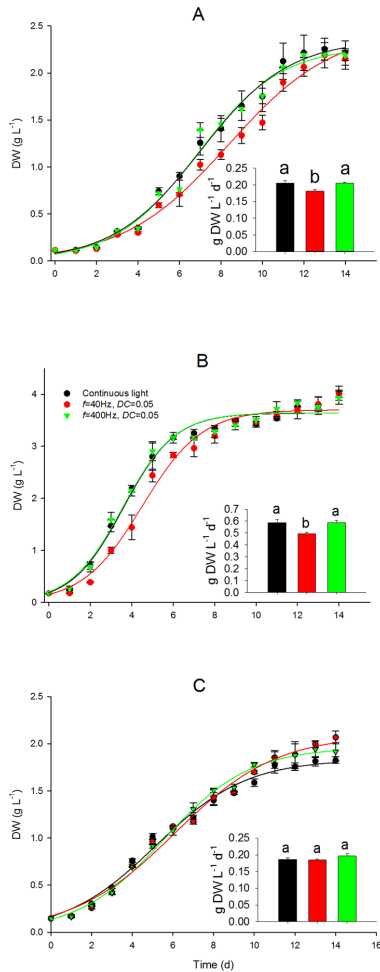 A
DW (g L⁻¹)
2.5
2.0
1.5
1.0
0.5
0.0
0 2 4 6 8 10 12 14
g DW L⁻¹ d⁻¹
0.25
0.20
0.15
0.10
0.05
0.00
a b a
B
DW (g L⁻¹)
4
3
2
1
0
0 2 4 6 8 10 12 14
Continuous light
f=40Hz, DC=0.05
f=400Hz, DC=0.05
g DW L⁻¹ d⁻¹
0.7
0.6
0.5
0.4
0.3
0.2
0.1
0.0
a b a
C
DW (g L⁻¹)
2.5
2.0
1.5
1.0
0.5
0.0
0 2 4 6 8 10 12 14 16
Time (d)
g DW L⁻¹ d⁻¹
0.25
0.20
0.15
0.10
0.05
0.00
a a a